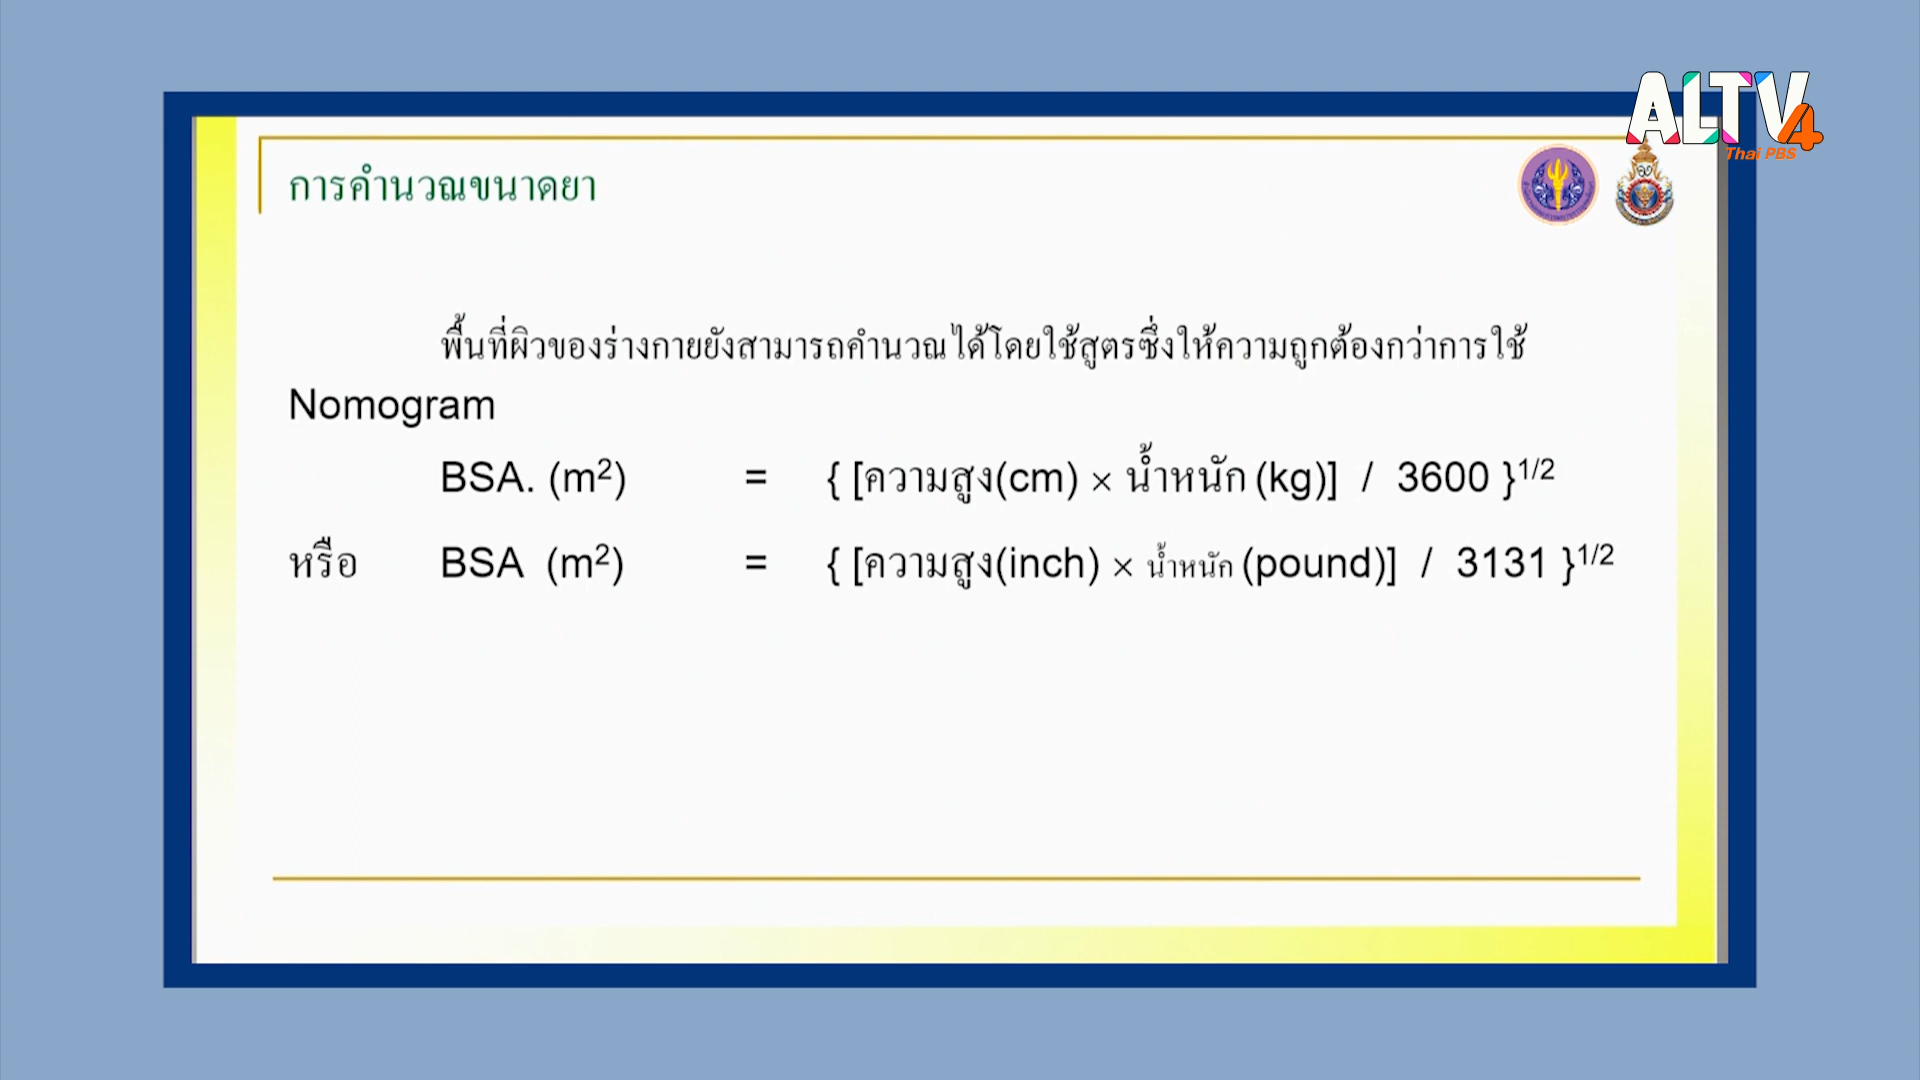 ALTV4
Thai PBS
การคำนวณขนาดยา
พื้นที่ผิวของร่างกายยังสามารถคำนวณได้โดยใช้สูตรซึ่งให้ความถูกต้องกว่าการใช้
Nomogram
BSA. (m²) = { [ความสูง(cm) × น้ำหนัก (kg)] / 3600 }¹/²
หรือ BSA (m²) = { [ความสูง(inch) × น้ำหนัก (pound)] / 3131 }¹/²